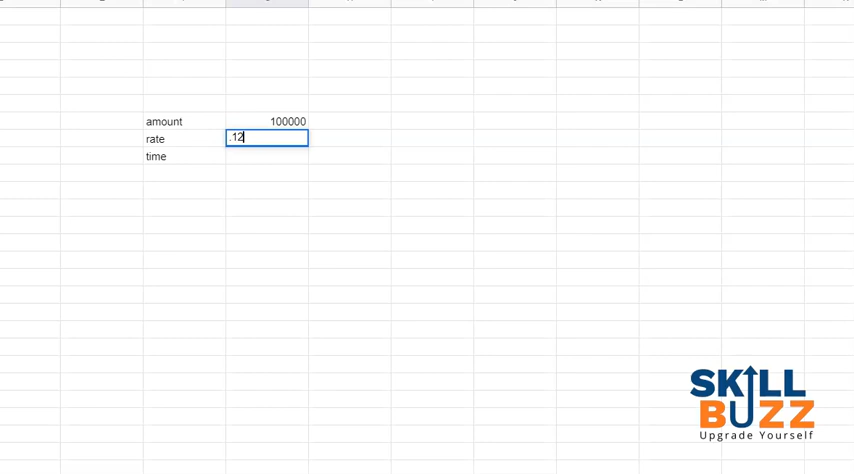 amount 100000
rate .12
time
SKILL
BUZZ
Upgrade Yourself